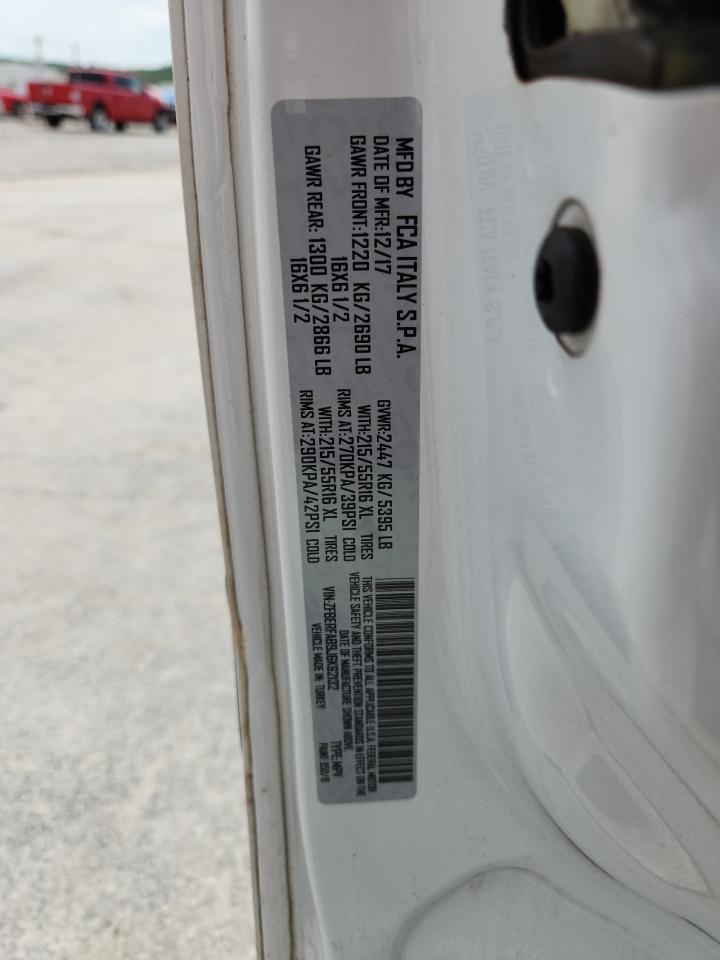 MFD BY FCA ITALY S.P.A.
DATE OF MFR:12/17 GVWR:2447 KG/5395 LB
GAWR FRONT:1220 KG/2690 LB WITH:215/55R16 XL TIRES
16X6 1/2 RIMS AT:270KPA/39PSI COLD
GAWR REAR: 1300 KG/2866 LB WITH:215/55R16 XL TIRES
16X6 1/2 RIMS AT:290KPA/42PSI COLD
THIS VEHICLE CONFORMS TO ALL APPLICABLE U.S.A. FEDERAL MOTOR
VEHICLE SAFETY AND THEFT PREVENTION STANDARDS IN EFFECT ON THE
DATE OF MANUFACTURE SHOWN ABOVE
VIN: TYPE:MPV
VEHICLE MADE IN: TURKEY PAINT: